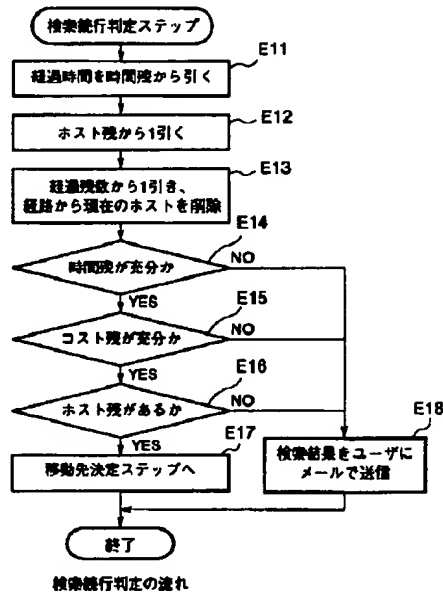 検索続行判定ステップ
E11
経過時間を時間残から引く
E12
ホスト残から1引く
E13
経過残数から1引き、
経路から現在のホストを削除
E14
時間残が充分か
NO
YES
E15
コスト残が充分か
NO
YES
E16
ホスト残があるか
NO
YES
E17
移動先決定ステップへ
E18
検索結果をユーザに
メールで送信
終了
検索続行判定の流れ